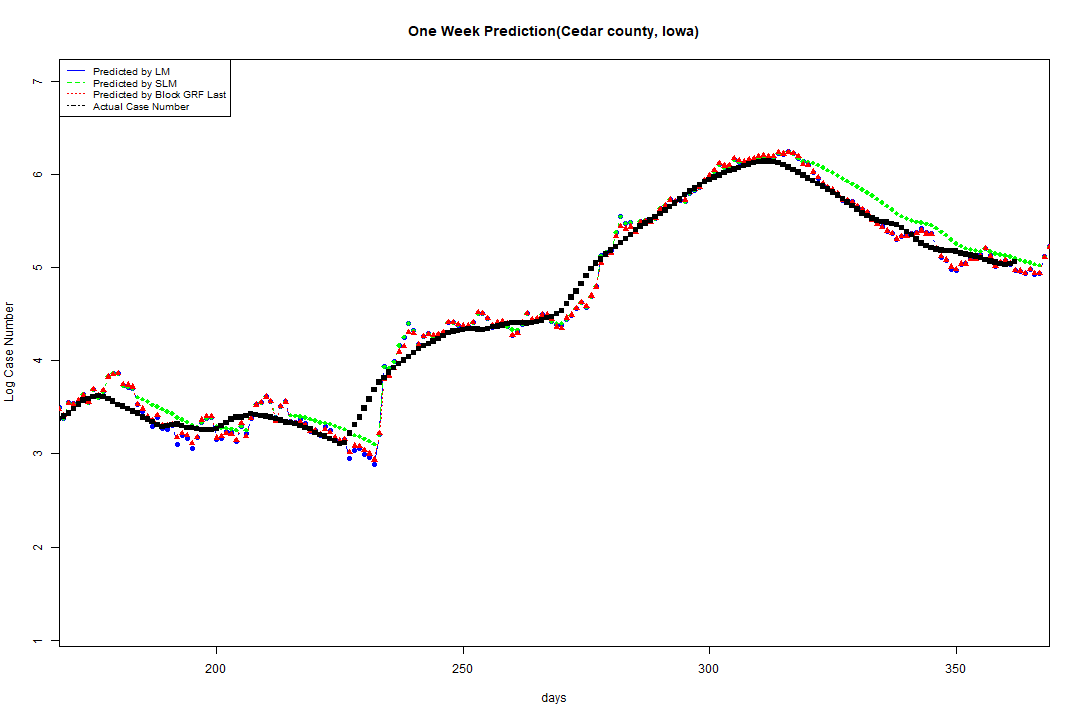 One Week Prediction(Cedar county, Iowa)
Predicted by LM
Predicted by SLM
Predicted by Block GRF Last
Actual Case Number
7
6
5
4
3
2
1
Log Case Number
200 250 300 350
days